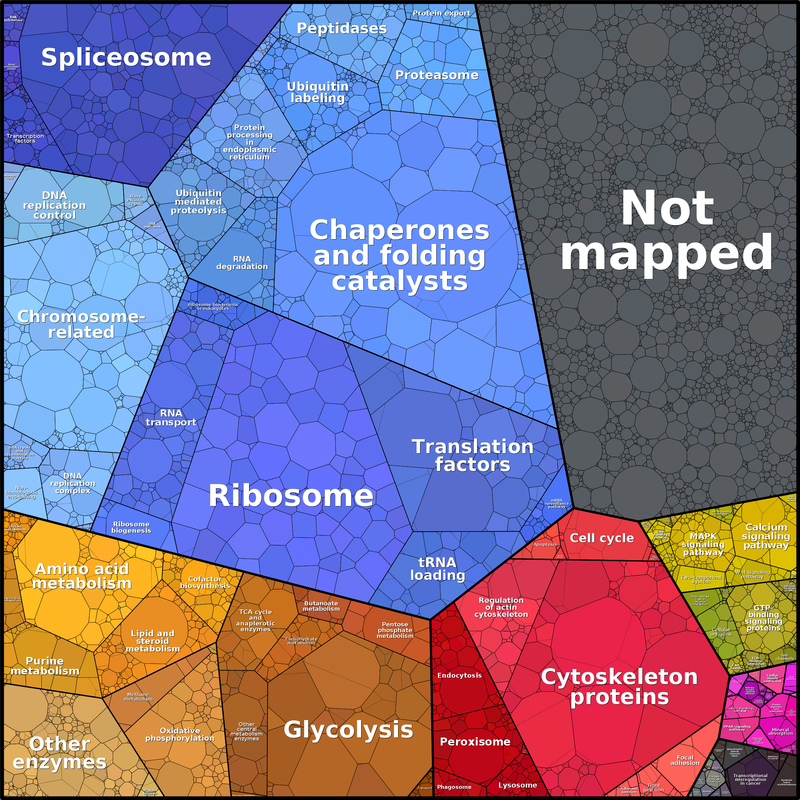 Protein export
Peptidases
Spliceosome
Proteasome
Ubiquitin
labeling
Transcription
factors
Protein
processing
in
endoplasmic
reticulum
DNA
replication
control
Ubiquitin
mediated
proteolysis
Not
mapped
Chaperones
and folding
catalysts
RNA
degradation
Chromosome-
related
RNA
transport
Translation
factors
DNA
replication
complex
Ribosome
Ribosome
biogenesis
Cell cycle
MAPK
signaling
pathway
Calcium
signaling
pathway
tRNA
loading
Amino acid
metabolism
Cofactor
biosynthesis
TCA cycle
and
anaplerotic
enzymes
Butanoate
metabolism
Pentose
phosphate
metabolism
Regulation
of actin
cytoskeleton
GTP
binding
signaling
proteins
Lipid and
steroid
metabolism
Purine
metabolism
Endocytosis
Cytoskeleton
proteins
Other
enzymes
Oxidative
phosphorylation
Other
central
metabolism
enzymes
Glycolysis
Peroxisome
Mineral
absorption
Focal
adhesion
Phagosome
Lysosome
Transcriptional
misregulation
in cancer